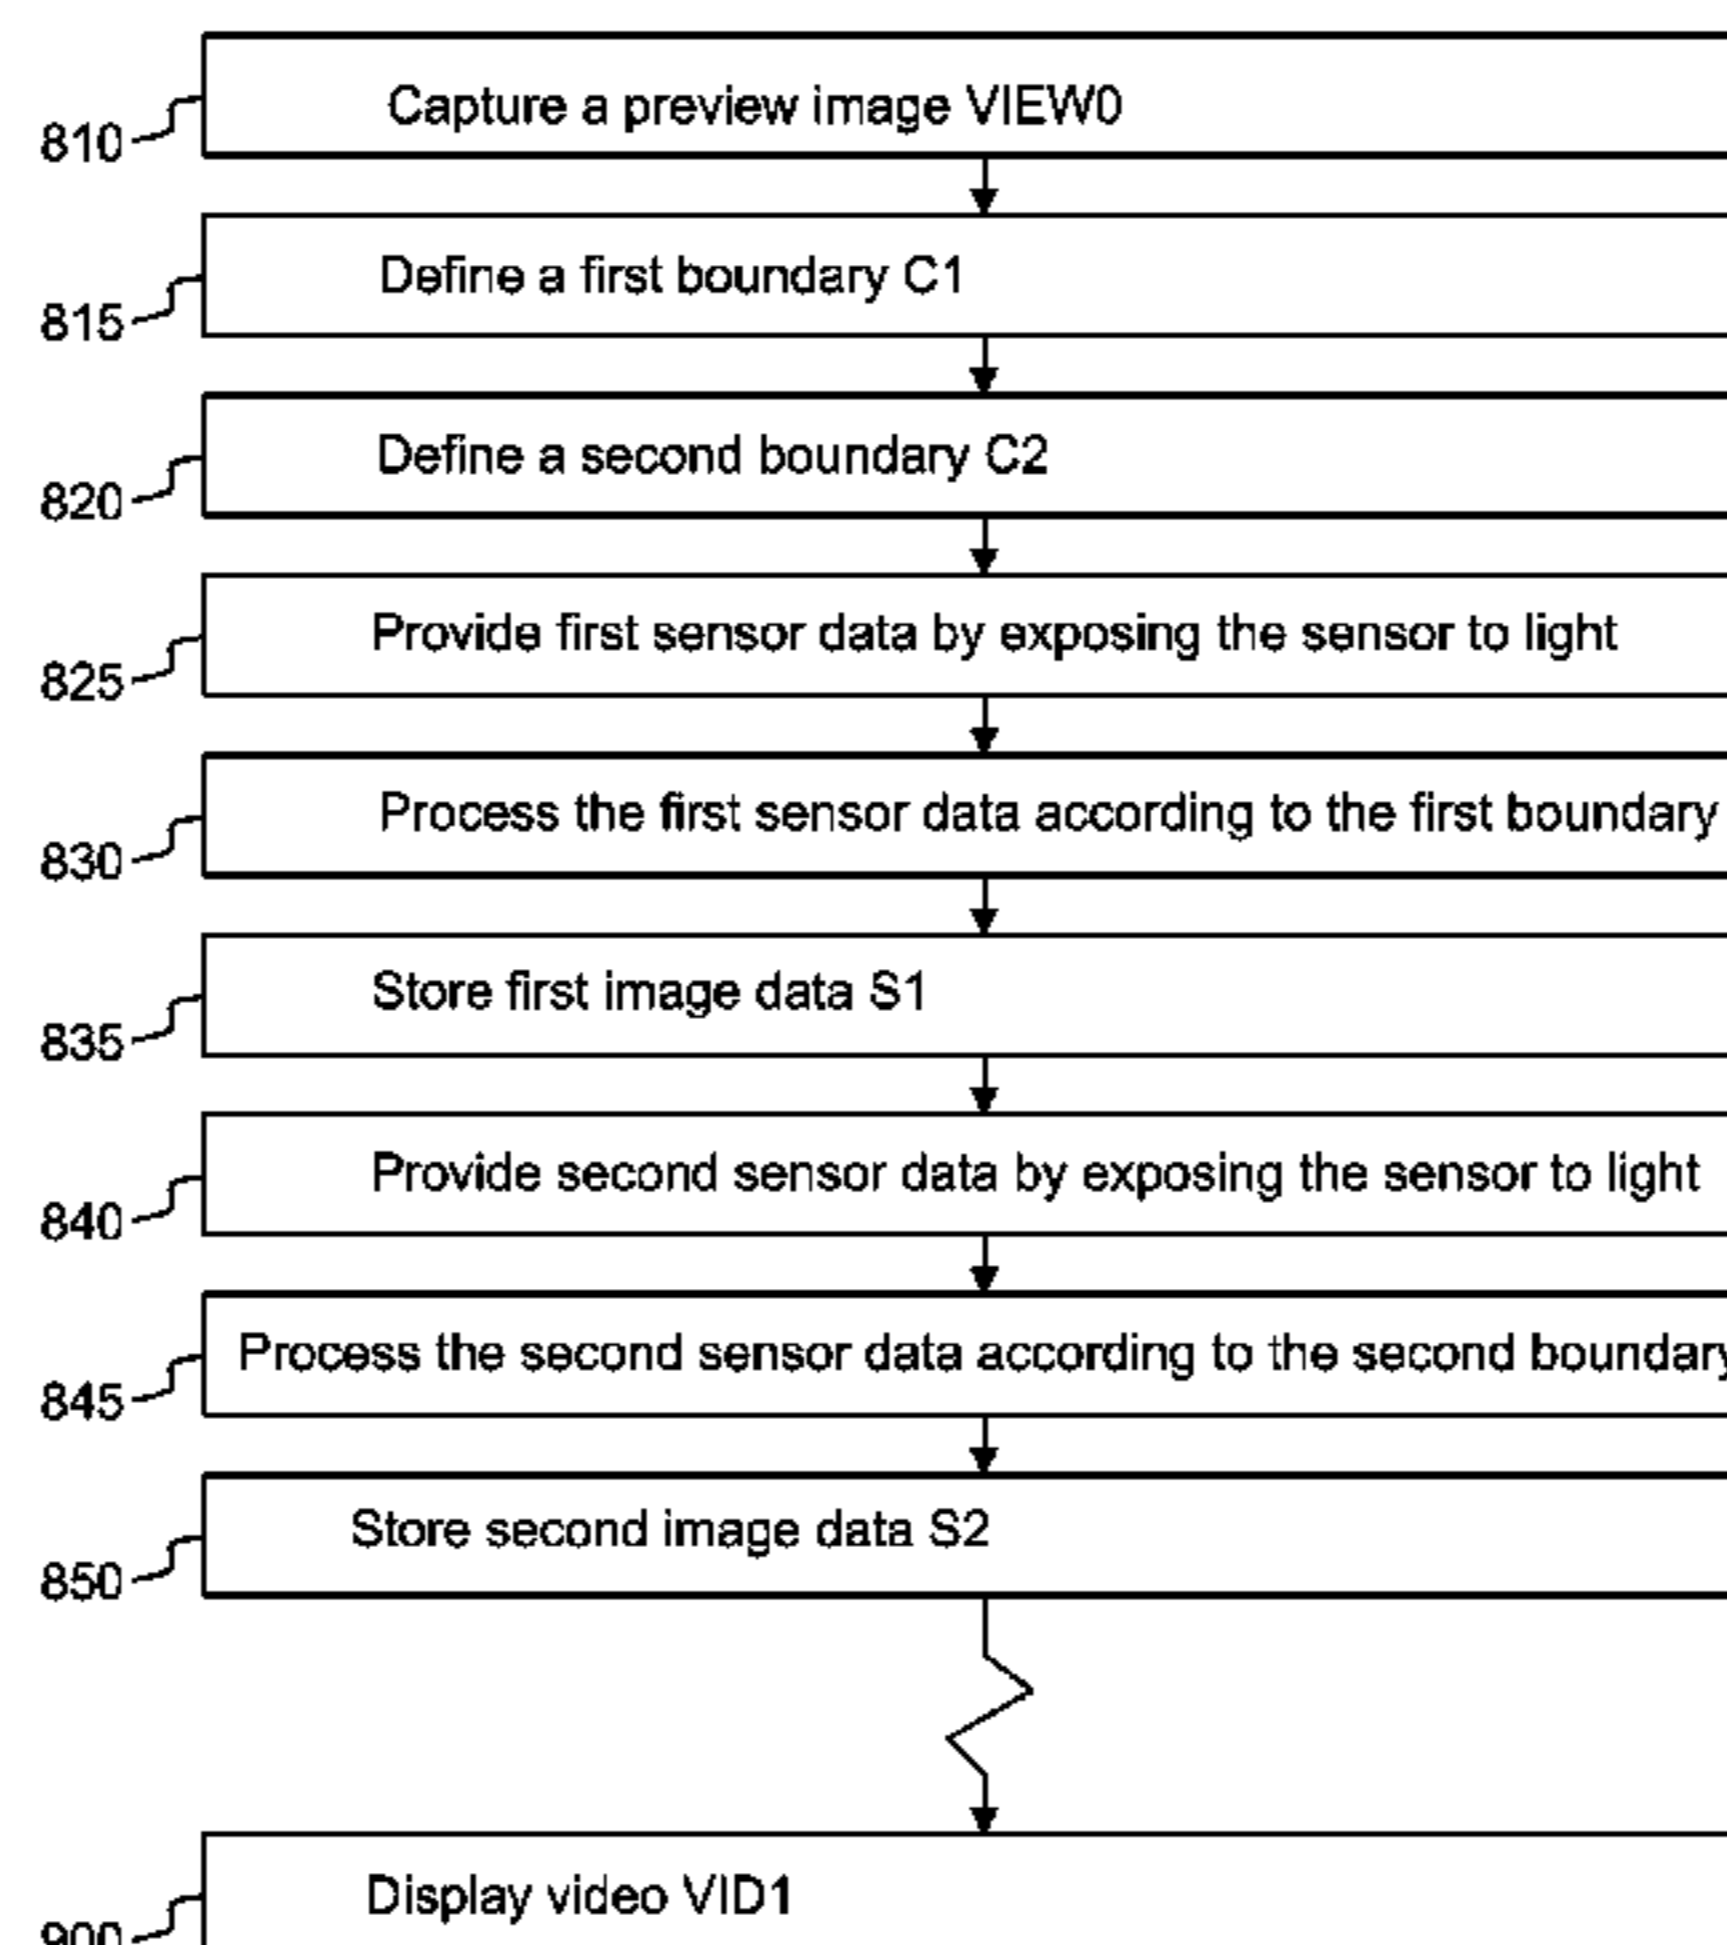 Capture a preview image VIEW0
810
Define a first boundary C1
815
Define a second boundary C2
820
Provide first sensor data by exposing the sensor to light
825
Process the first sensor data according to the first boundary
830
Store first image data S1
835
Provide second sensor data by exposing the sensor to light
840
Process the second sensor data according to the second boundary
845
Store second image data S2
850
Display video VID1
900